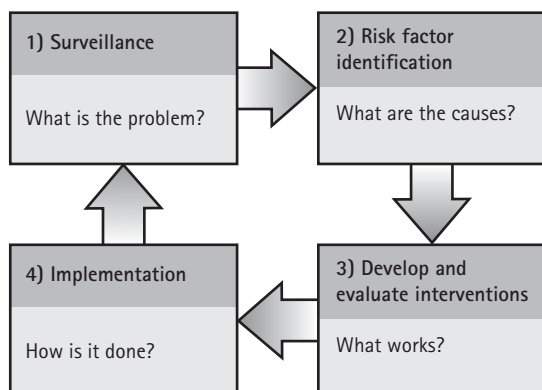 1) Surveillance
What is the problem?
2) Risk factor
identification
What are the causes?
3) Develop and
evaluate interventions
What works?
4) Implementation
How is it done?